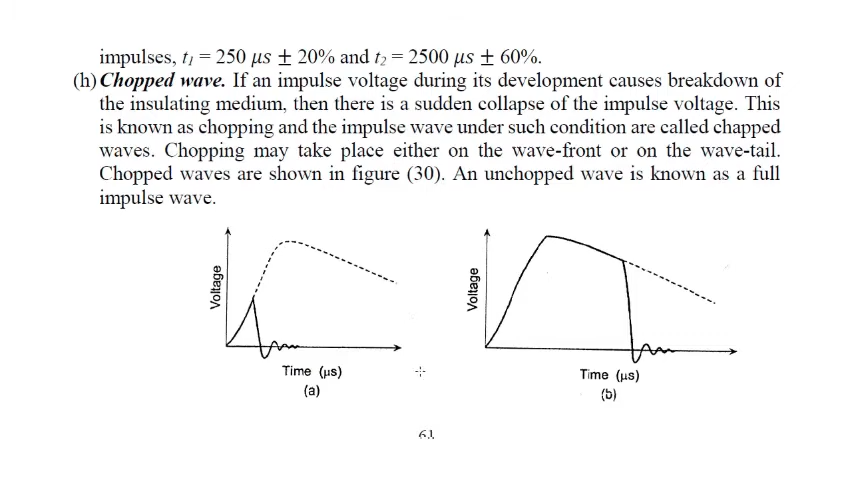 impulses, t1 = 250 μs ± 20% and t2 = 2500 μs ± 60%.
(h) Chopped wave. If an impulse voltage during its development causes breakdown of
the insulating medium, then there is a sudden collapse of the impulse voltage. This
is known as chopping and the impulse wave under such condition are called chapped
waves. Chopping may take place either on the wave-front or on the wave-tail.
Chopped waves are shown in figure (30). An unchopped wave is known as a full
impulse wave.
Voltage
Time (μs)
(a)
Voltage
Time (μs)
(b)
61